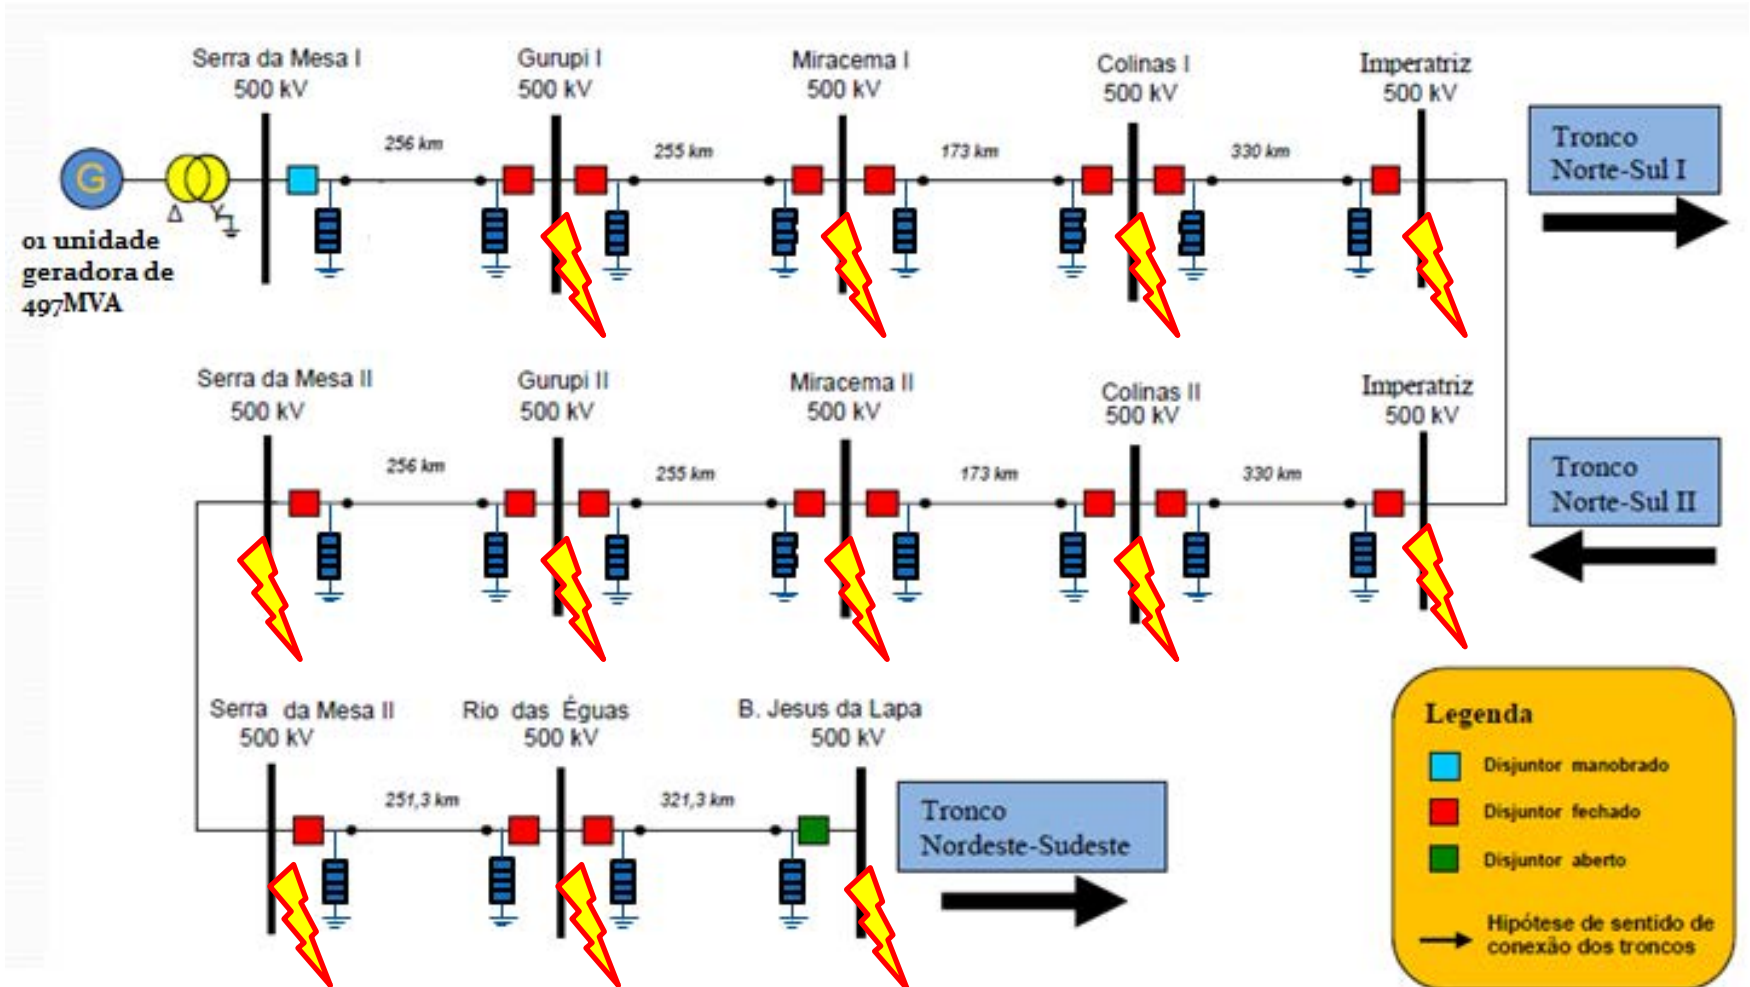 Serra da Mesa I
500 kV
Gurupi I
500 kV
Miracema I
500 kV
Colinas I
500 kV
Imperatriz
500 kV
256 km
255 km
173 km
330 km
G
Δ
Y
01 unidade
geradora de
497MVA
Tronco
Norte-Sul I
Serra da Mesa II
500 kV
Gurupi II
500 kV
Miracema II
500 kV
Colinas II
500 kV
Imperatriz
500 kV
256 km
255 km
173 km
330 km
Tronco
Norte-Sul II
Serra da Mesa II
500 kV
Rio das Éguas
500 kV
B. Jesus da Lapa
500 kV
251,3 km
321,3 km
Tronco
Nordeste-Sudeste
Legenda
Disjuntor manobrado
Disjuntor fechado
Disjuntor aberto
Hipótese de sentido de
conexão dos troncos